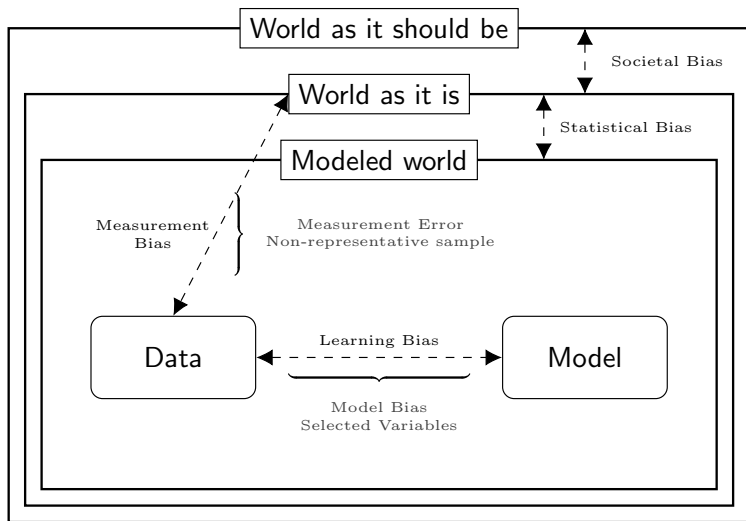 World as it should be
Societal Bias
World as it is
Statistical Bias
Modeled world
Measurement
Bias
Measurement Error
Non-representative sample
Data
Learning Bias
Model
Model Bias
Selected Variables